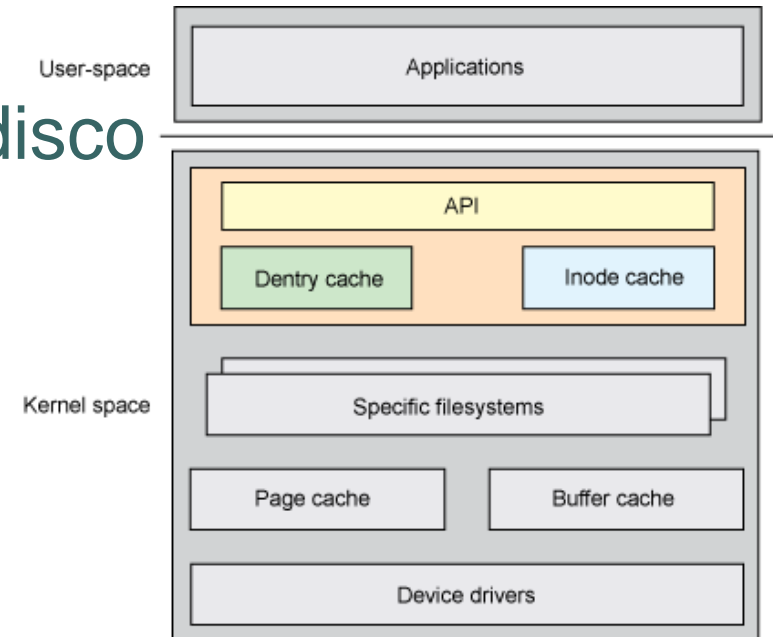 User-space
Applications
disco
API
Dentry cache
Inode cache
Kernel space
Specific filesystems
Page cache
Buffer cache
Device drivers